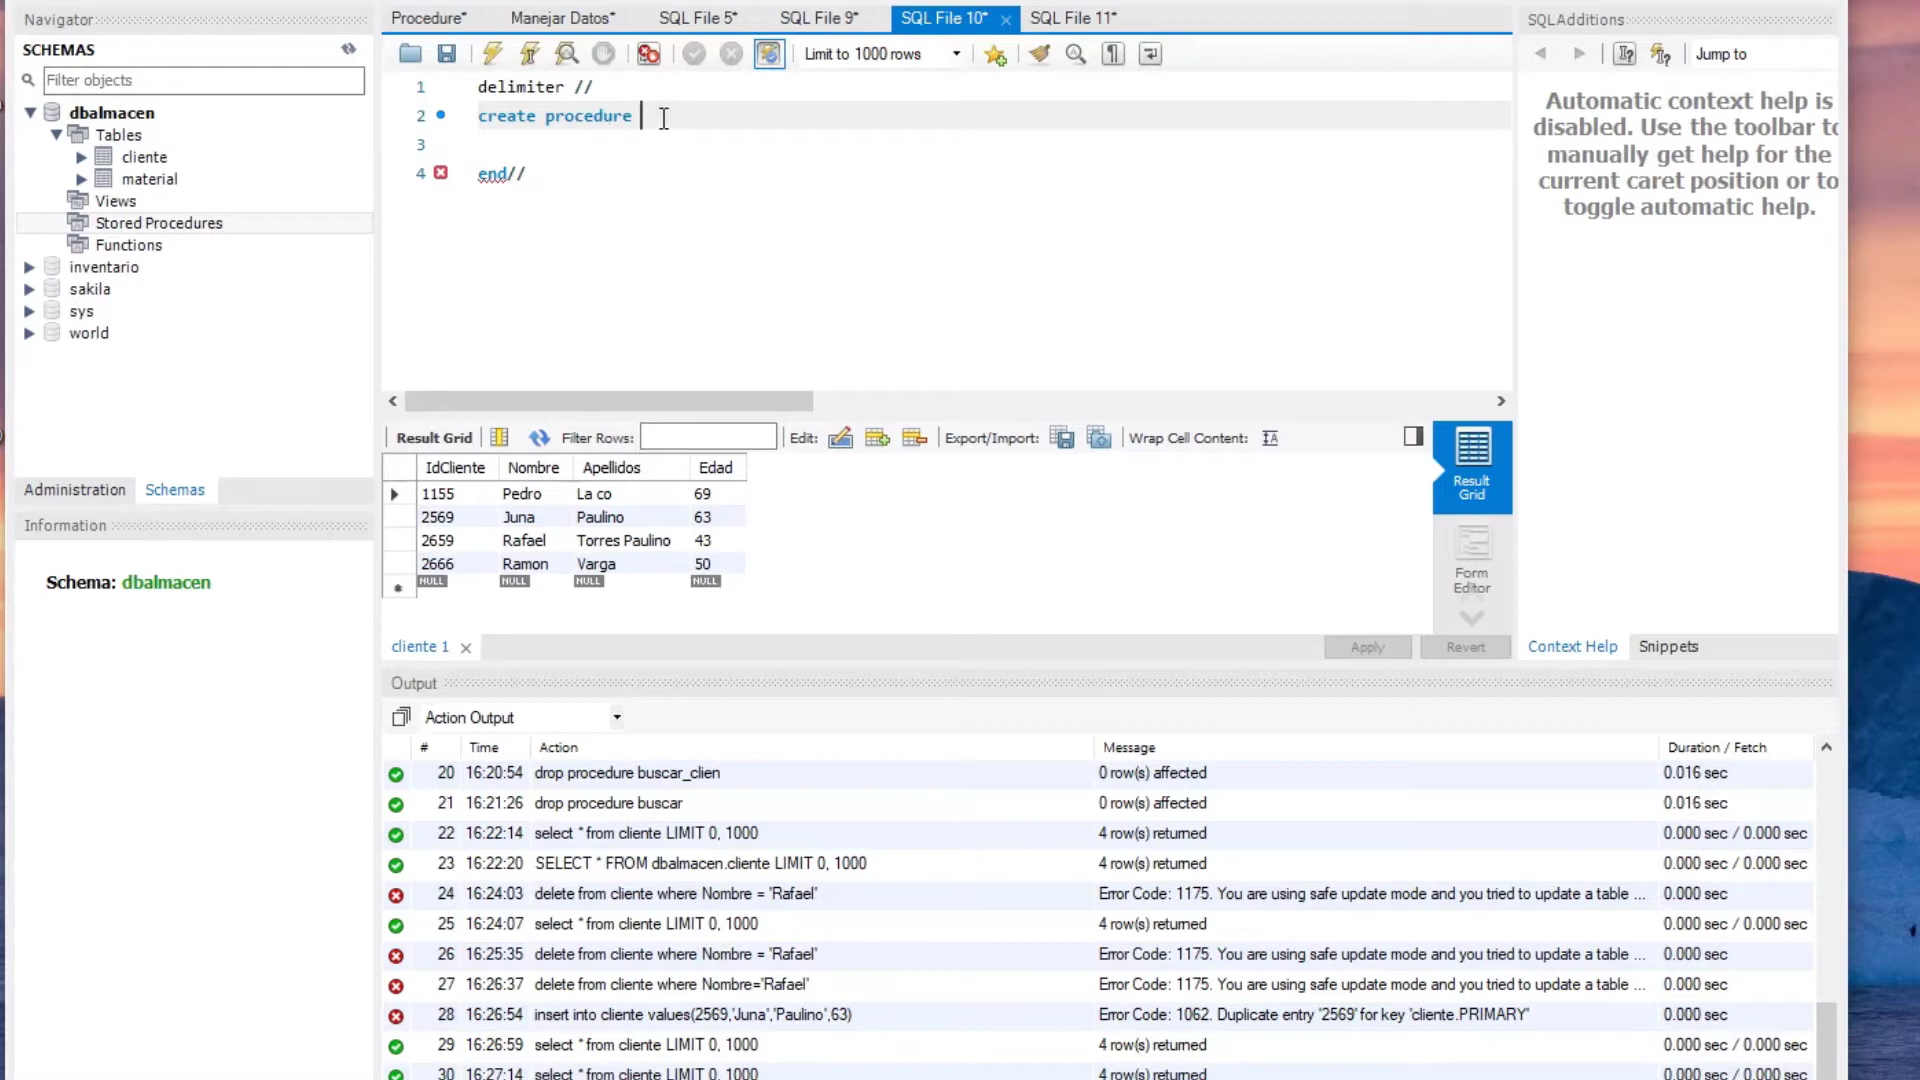 Navigator
SCHEMAS
Filter objects
dbalmacen
Tables
cliente
material
Views
Stored Procedures
Functions
inventario
sakila
sys
world
Administration Schemas
Information
Schema: dbalmacen
Procedure* Manejar Datos* SQL File 5* SQL File 9* SQL File 10* SQL File 11*
Limit to 1000 rows
1 delimiter //
2 create procedure
3
4 end//
Result Grid Filter Rows: Edit: Export/Import: Wrap Cell Content:
IdCliente Nombre Apellidos Edad
1155 Pedro La co 69
2569 Juna Paulino 63
2659 Rafael Torres Paulino 43
2666 Ramon Varga 50
NULL NULL NULL NULL
Result Grid
Form Editor
cliente 1
Apply Revert
SQLAdditions
Jump to
Automatic context help is
disabled. Use the toolbar to
manually get help for the
current caret position or to
toggle automatic help.
Context Help Snippets
Output
Action Output
# Time Action Message Duration / Fetch
20 16:20:54 drop procedure buscar_clien 0 row(s) affected 0.016 sec
21 16:21:26 drop procedure buscar 0 row(s) affected 0.016 sec
22 16:22:14 select * from cliente LIMIT 0, 1000 4 row(s) returned 0.000 sec / 0.000 sec
23 16:22:20 SELECT * FROM dbalmacen.cliente LIMIT 0, 1000 4 row(s) returned 0.000 sec / 0.000 sec
24 16:24:03 delete from cliente where Nombre = 'Rafael' Error Code: 1175. You are using safe update mode and you tried to update a table ... 0.000 sec
25 16:24:07 select * from cliente LIMIT 0, 1000 4 row(s) returned 0.000 sec / 0.000 sec
26 16:25:35 delete from cliente where Nombre = 'Rafael' Error Code: 1175. You are using safe update mode and you tried to update a table ... 0.000 sec
27 16:26:37 delete from cliente where Nombre='Rafael' Error Code: 1175. You are using safe update mode and you tried to update a table ... 0.000 sec
28 16:26:54 insert into cliente values(2569,'Juna','Paulino',63) Error Code: 1062. Duplicate entry '2569' for key 'cliente.PRIMARY' 0.000 sec
29 16:26:59 select * from cliente LIMIT 0, 1000 4 row(s) returned 0.000 sec / 0.000 sec
30 16:27:14 select * from cliente LIMIT 0, 1000 4 row(s) returned 0.000 sec / 0.000 sec